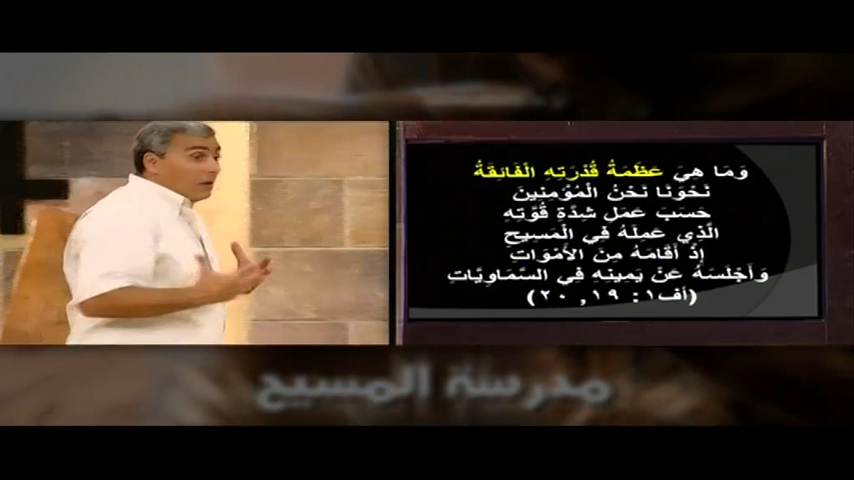 وَمَا هِيَ عَظَمَةُ قُدْرَتِهِ الْفَائِقَةُ
نَحْوَنَا نَحْنُ الْمُؤْمِنِينَ
حَسَبَ عَمَلِ شِدَّةِ قُوَّتِهِ
الَّذِي عَمِلَهُ فِي الْمَسِيحِ
إِذْ أَقَامَهُ مِنَ الأَمْوَاتِ
وَأَجْلَسَهُ عَنْ يَمِينِهِ فِي السَّمَاوِيَّاتِ
(أف١: ١٩, ٢٠)
مدرسة المسيح